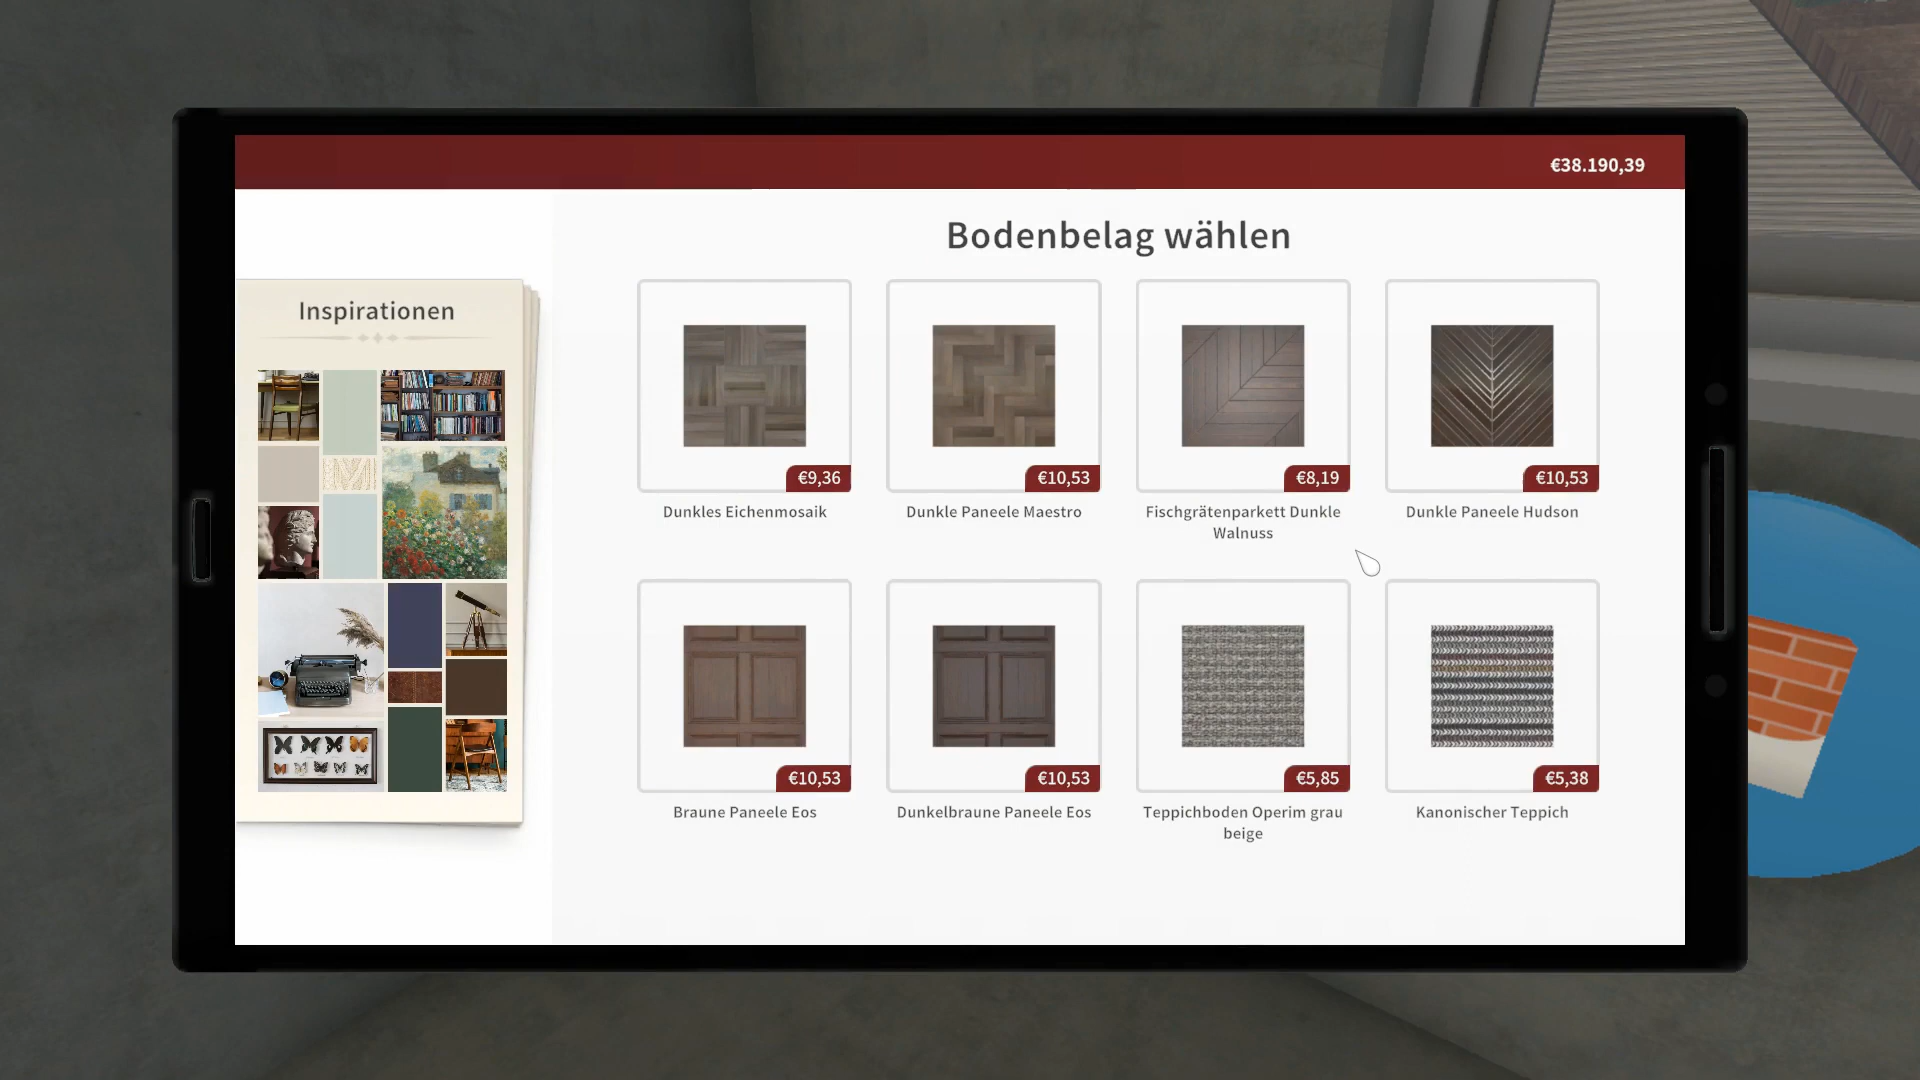 €38.190,39
Bodenbelag wählen
Inspirationen
€9,36
€10,53
€8,19
€10,53
Dunkles Eichenmosaik
Dunkle Paneele Maestro
Fischgrätenparkett Dunkle
Walnuss
Dunkle Paneele Hudson
€10,53
€10,53
€5,85
€5,38
Braune Paneele Eos
Dunkelbraune Paneele Eos
Teppichboden Operim grau
beige
Kanonischer Teppich